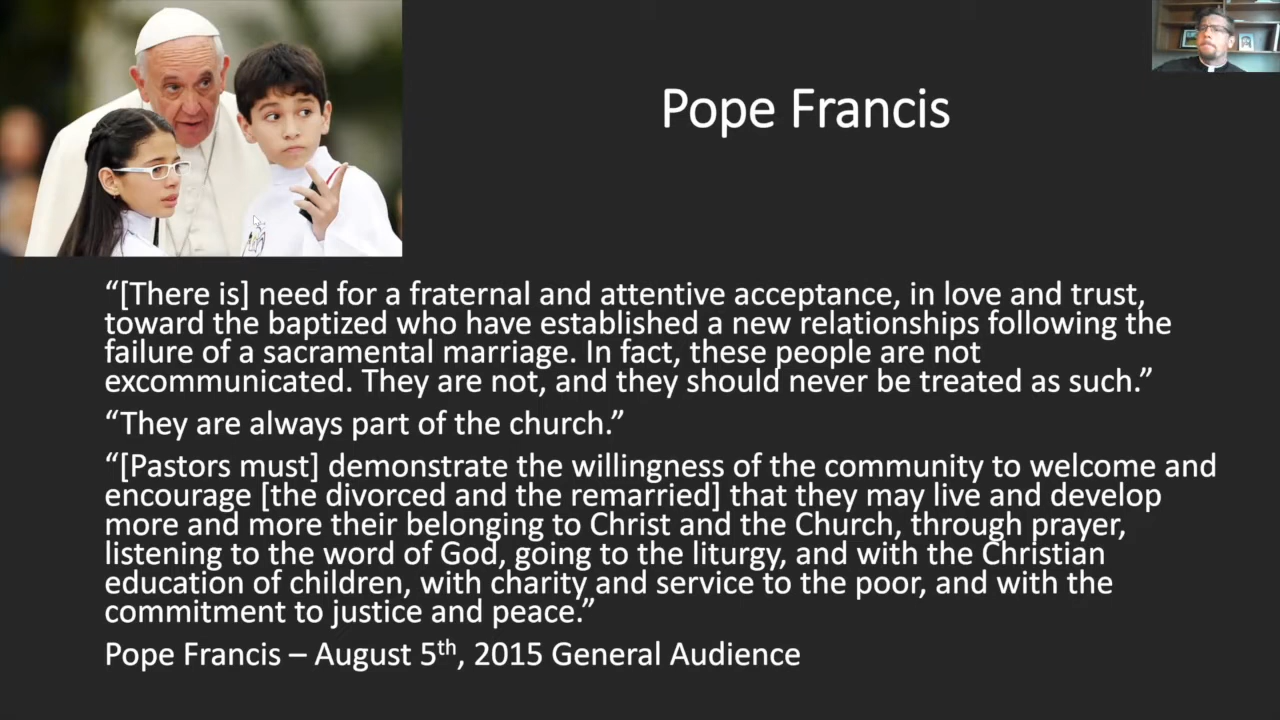 Pope Francis
“[There is] need for a fraternal and attentive acceptance, in love and trust,
toward the baptized who have established a new relationships following the
failure of a sacramental marriage. In fact, these people are not
excommunicated. They are not, and they should never be treated as such.”
“They are always part of the church.”
“[Pastors must] demonstrate the willingness of the community to welcome and
encourage [the divorced and the remarried] that they may live and develop
more and more their belonging to Christ and the Church, through prayer,
listening to the word of God, going to the liturgy, and with the Christian
education of children, with charity and service to the poor, and with the
commitment to justice and peace.”
Pope Francis – August 5th, 2015 General Audience